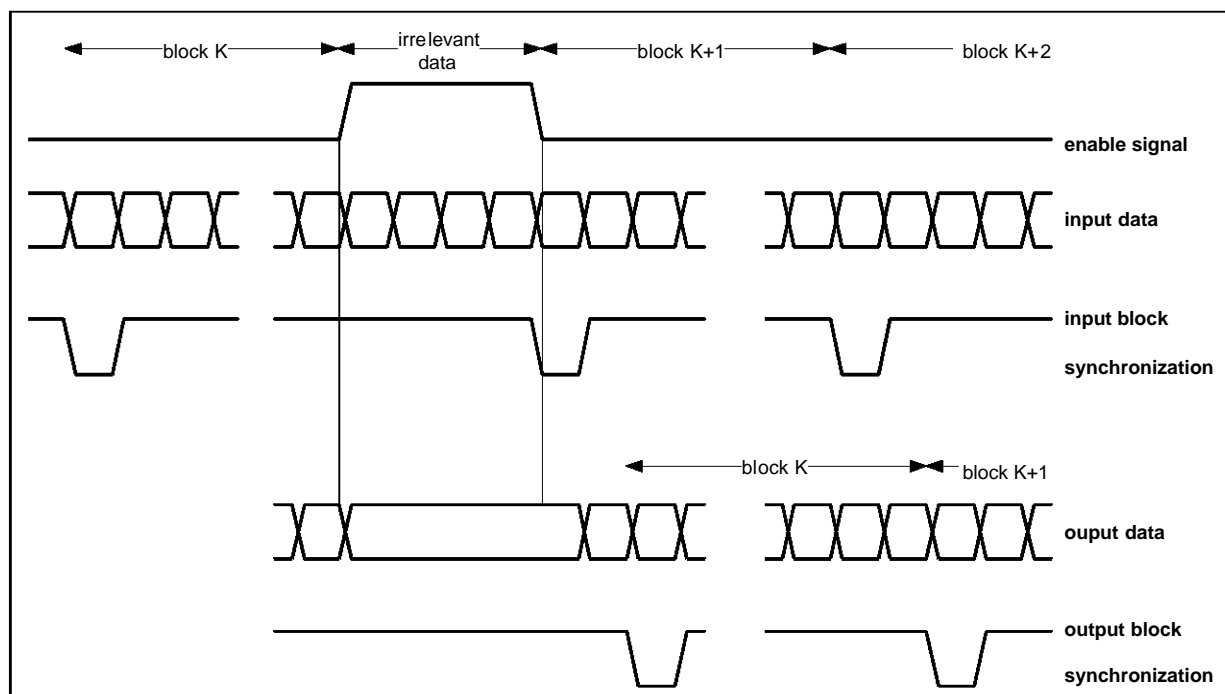 block K
irrelevant
data
block K+1
block K+2
enable signal
input data
input block
synchronization
block K
block K+1
ouput data
output block
synchronization